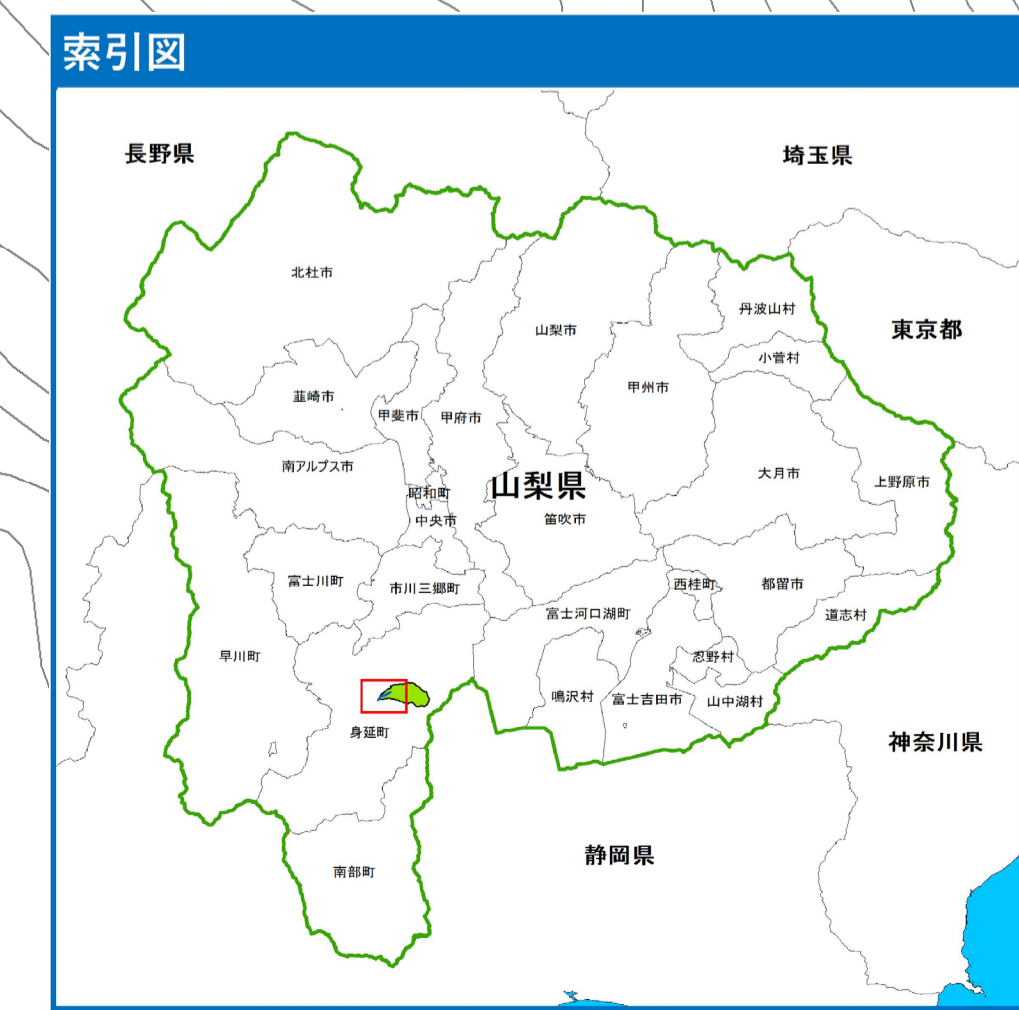 索引図
長野県
埼玉県
北杜市
丹波山村
山梨市
東京都
小菅村
甲州市
韮崎市
甲斐市
甲府市
南アルプス市
大月市
上野原市
山梨県
昭和町
中央市
笛吹市
富士川町
市川三郷町
西桂町
都留市
富士河口湖町
道志村
早川町
忍野村
鳴沢村
富士吉田市
山中湖村
身延町
神奈川県
静岡県
南部町